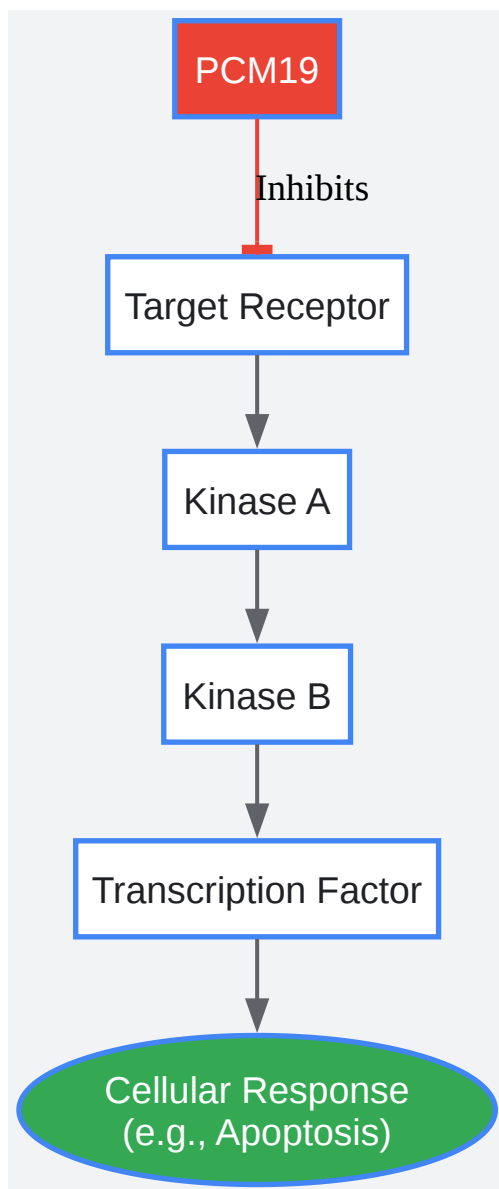 PCM19
Inhibits
Target Receptor
Kinase A
Kinase B
Transcription Factor
Cellular Response
(e.g., Apoptosis)